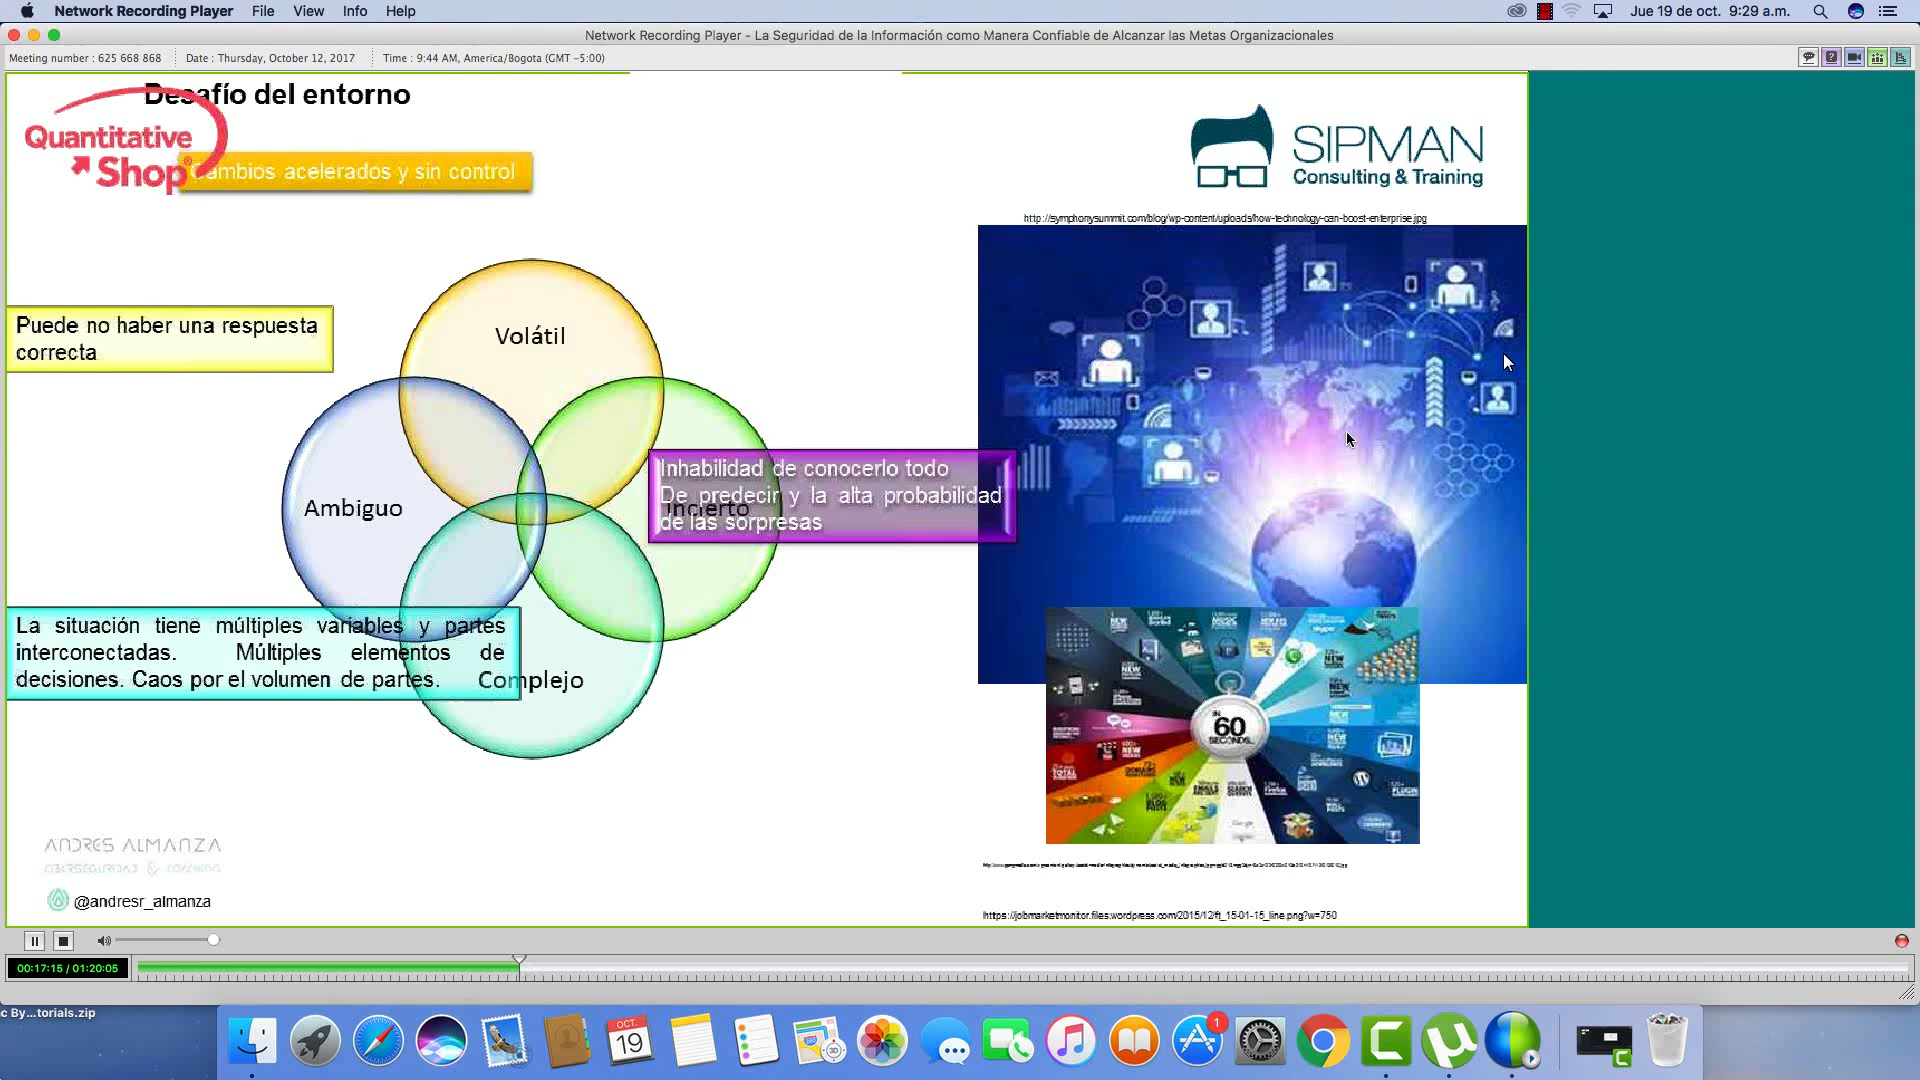 Network Recording Player File View Info Help
Jue 19 de oct. 9:29 a.m.
Network Recording Player - La Seguridad de la Información como Manera Confiable de Alcanzar las Metas Organizacionales
Meeting number : 625 668 868
Date : Thursday, October 12, 2017
Time : 9:44 AM, America/Bogota (GMT -5:00)
Desafío del entorno
Quantitative
Shop
Cambios acelerados y sin control
SIPMAN
Consulting & Training
http://symphonysummit.com/blog/wp-content/uploads/how-technology-can-boost-enterprise.jpg
Volátil
Puede no haber una respuesta
correcta
Ambiguo
Inhabilidad de conocerlo todo
De predecir y la alta probabilidad
de las sorpresas
Incierto
La situación tiene múltiples variables y partes
interconectadas. Múltiples elementos de
decisiones. Caos por el volumen de partes.
Complejo
IN
60
SECONDS...
ANDRES ALMANZA
CIBERSEGURIDAD & COACHING
@andresr_almanza
https://jobmarketmonitor.files.wordpress.com/2015/12/ft_15-01-15_line.png?w=750
00:17:15 / 01:20:05
c By...torials.zip
OCT.
19
3D
1